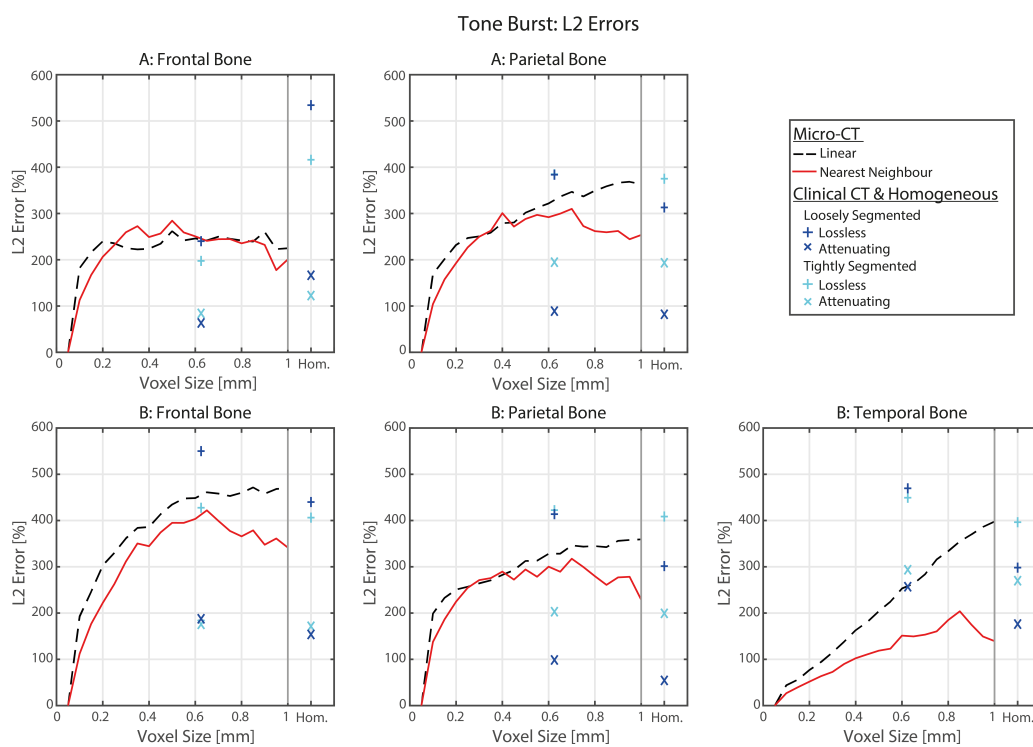 Tone Burst: L2 Errors
A: Frontal Bone
600
500
400
300
200
100
0
L2 Error [%]
0 0.2 0.4 0.6 0.8 1 Hom.
Voxel Size [mm]
A: Parietal Bone
600
500
400
300
200
100
0
L2 Error [%]
0 0.2 0.4 0.6 0.8 1 Hom.
Voxel Size [mm]
Micro-CT
Linear
Nearest Neighbour
Clinical CT & Homogeneous
Loosely Segmented
Lossless
Attenuating
Tightly Segmented
Lossless
Attenuating
B: Frontal Bone
600
500
400
300
200
100
0
L2 Error [%]
0 0.2 0.4 0.6 0.8 1 Hom.
Voxel Size [mm]
B: Parietal Bone
600
500
400
300
200
100
0
L2 Error [%]
0 0.2 0.4 0.6 0.8 1 Hom.
Voxel Size [mm]
B: Temporal Bone
600
500
400
300
200
100
0
L2 Error [%]
0 0.2 0.4 0.6 0.8 1 Hom.
Voxel Size [mm]